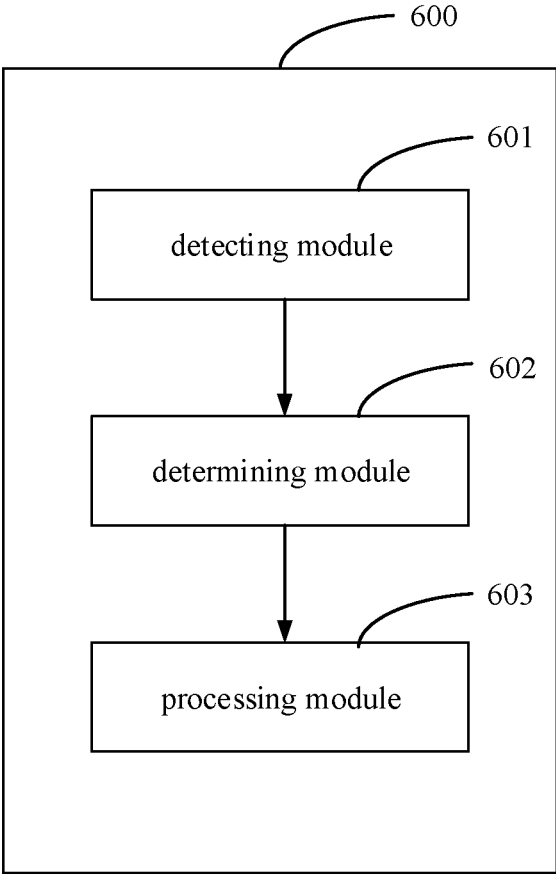 600
601
detecting module
602
determining module
603
processing module